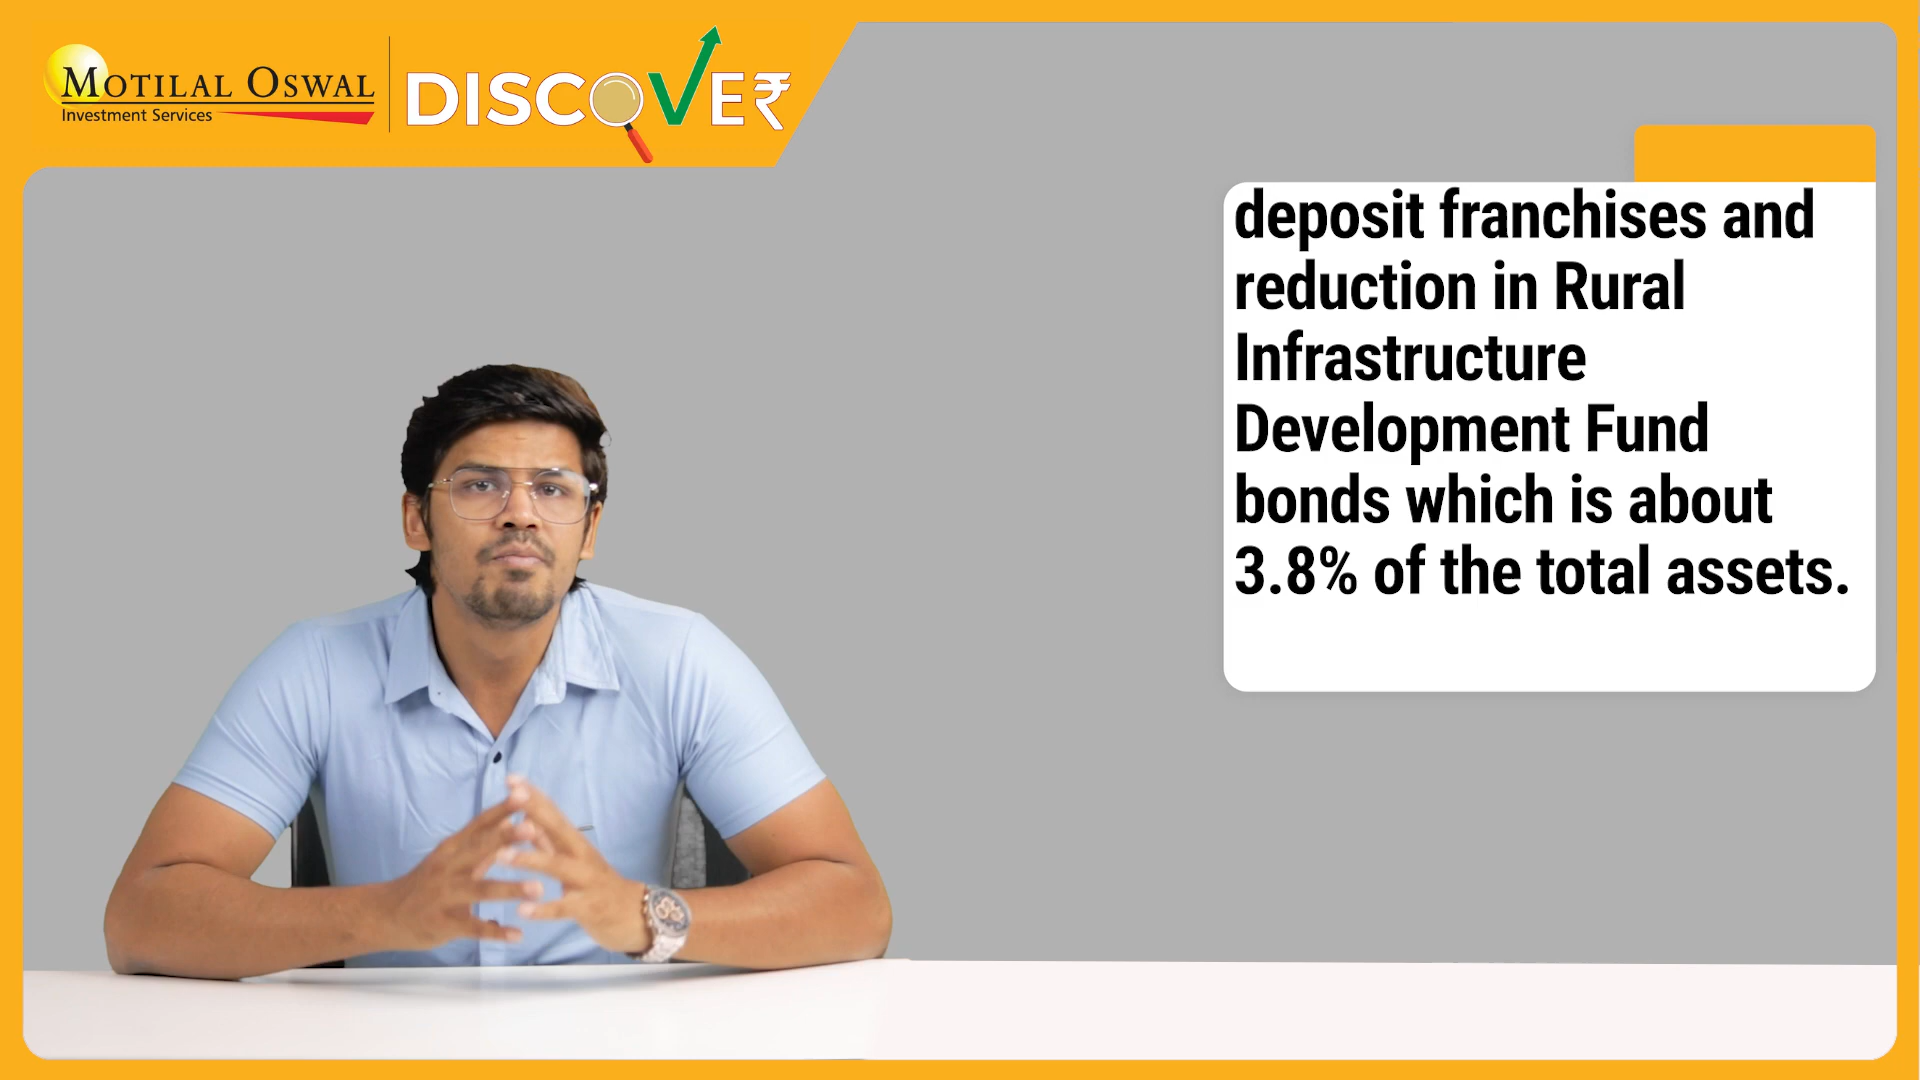 MOTILAL OSWAL
Investment Services
DISCOVE₹
deposit franchises and
reduction in Rural
Infrastructure
Development Fund
bonds which is about
3.8% of the total assets.